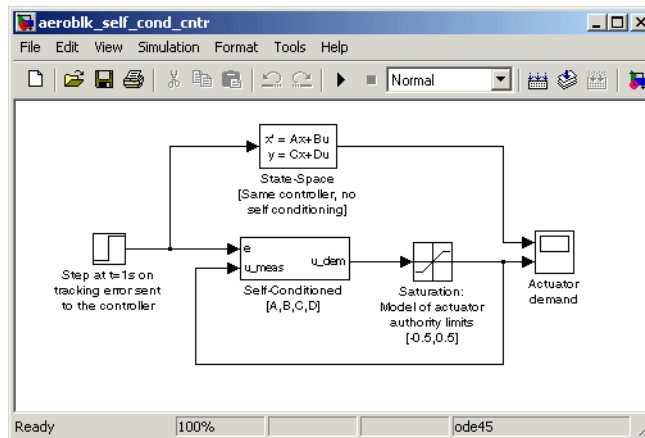 aeroblk_self_cond_cntr
File Edit View Simulation Format Tools Help
Normal
x' = Ax+Bu
y = Cx+Du
State-Space
[Same controller, no
self conditioning]
Step at t=1s on
tracking error sent
to the controller
e
u_meas
u_dem
Self-Conditioned
[A,B,C,D]
Saturation:
Model of actuator
authority limits
[-0.5,0.5]
Actuator
demand
Ready 100% ode45